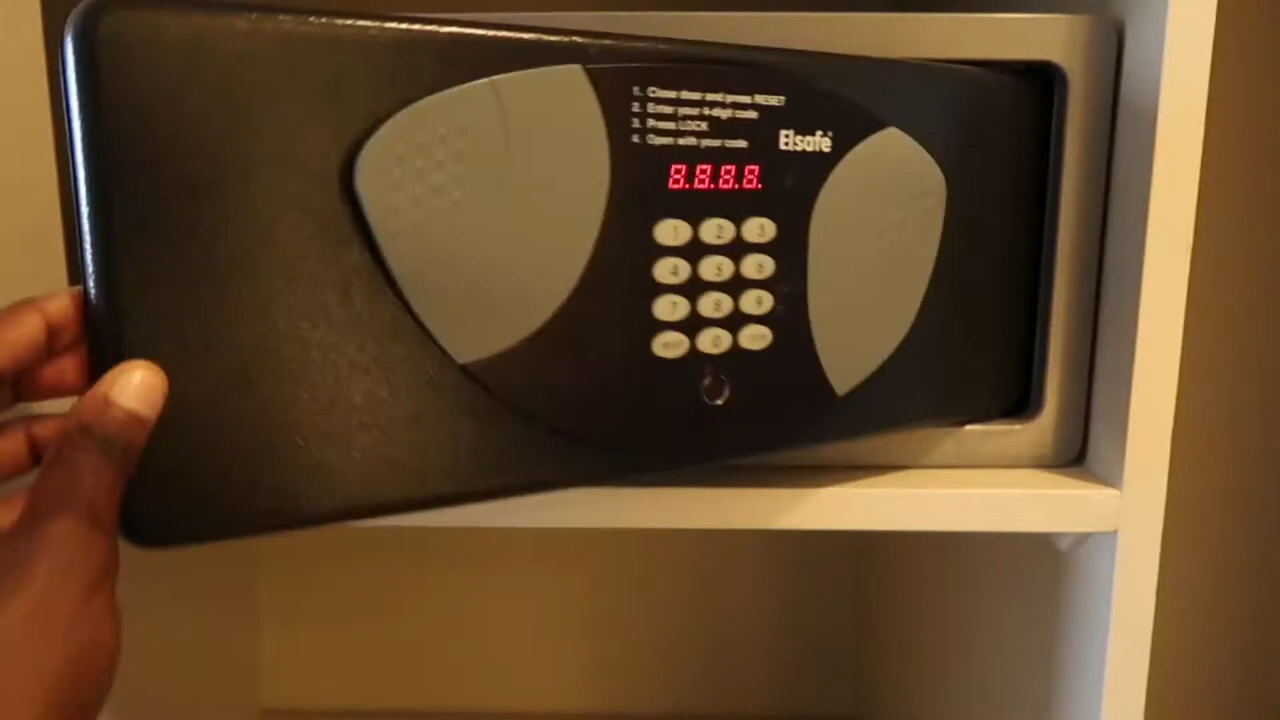 1. Close door and press RESET
2. Enter your 4-digit code
3. Press LOCK
4. Open with your code
Elsafe®
8.8.8.8.
1 2 3
4 5 6
7 8 9
0